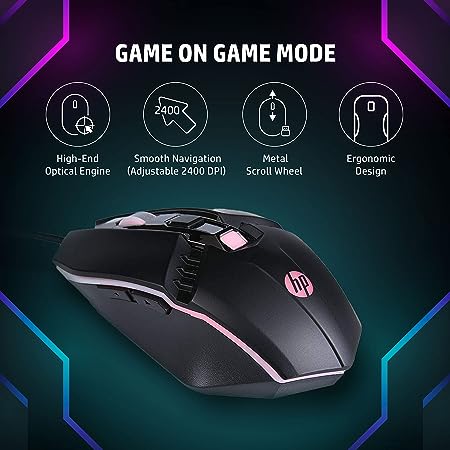 GAME ON GAME MODE
2400
D
High-End
Optical Engine
Smooth Navigation
(Adjustable 2400 DPI)
Metal
Scroll Wheel
Ergonomic
Design
hp